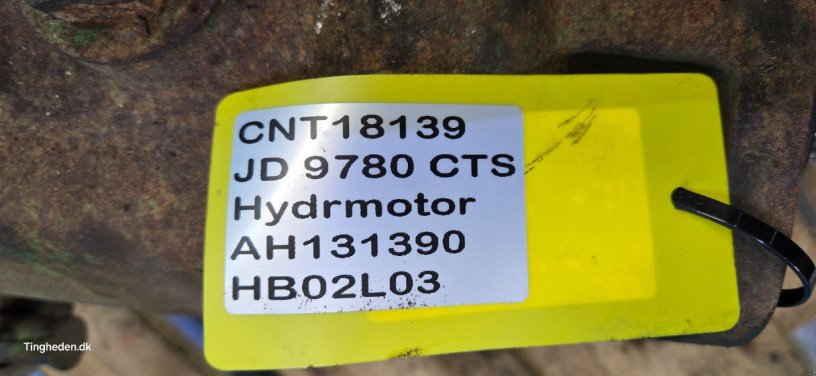 CNT18139
JD 9780 CTS
Hydrmotor
AH131390
HB02L03
Tingheden.dk